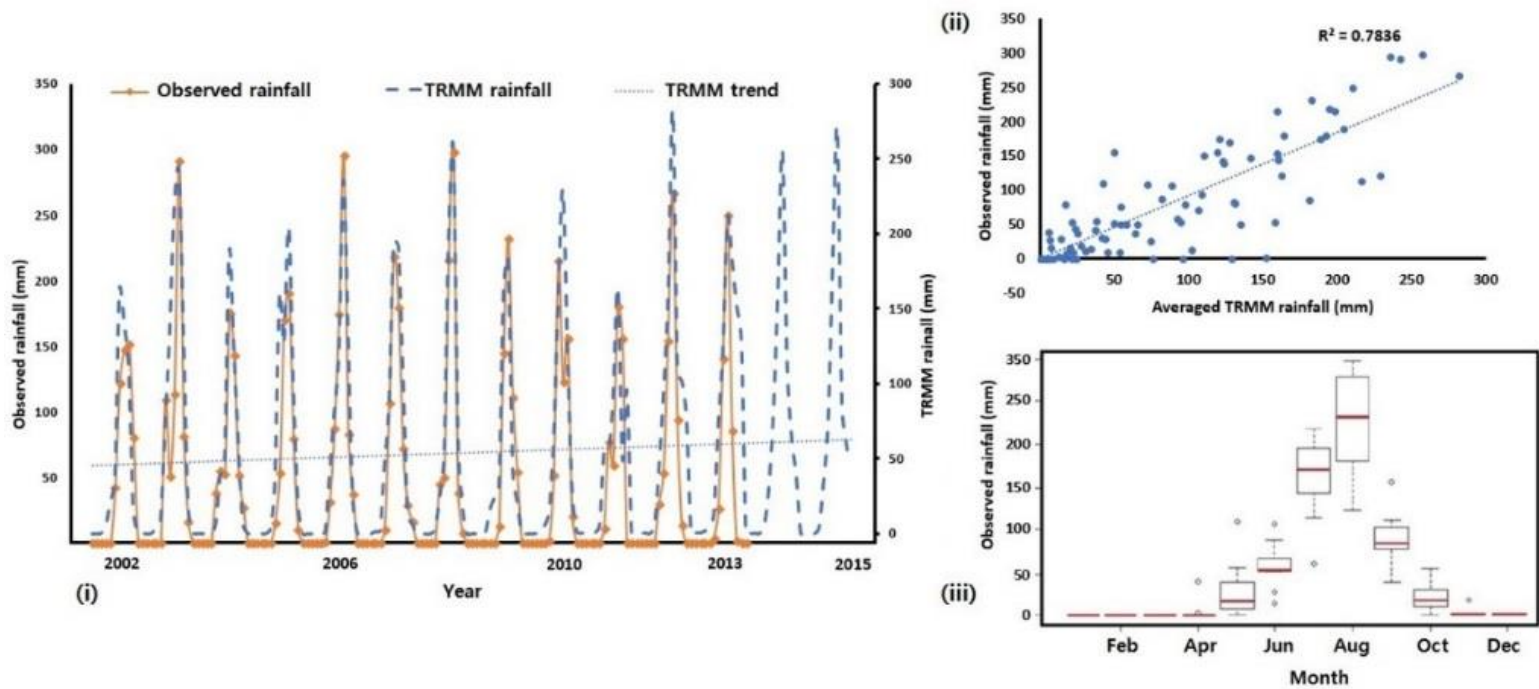 Observed rainfall TRMM rainfall TRMM trend
Observed rainfall (mm)
350
300
250
200
150
100
50
300
250
200
150
100
50
0
TRMM rainall (mm)
2002 2006 2010 2013 2015
Year
(i)
(ii)
R² = 0.7836
Observed rainfall (mm)
350
300
250
200
150
100
50
0
-50
50 100 150 200 250 300
Averaged TRMM rainfall (mm)
(iii)
Observed rainfall (mm)
350
250
200
150
100
50
0
Feb Apr Jun Aug Oct Dec
Month